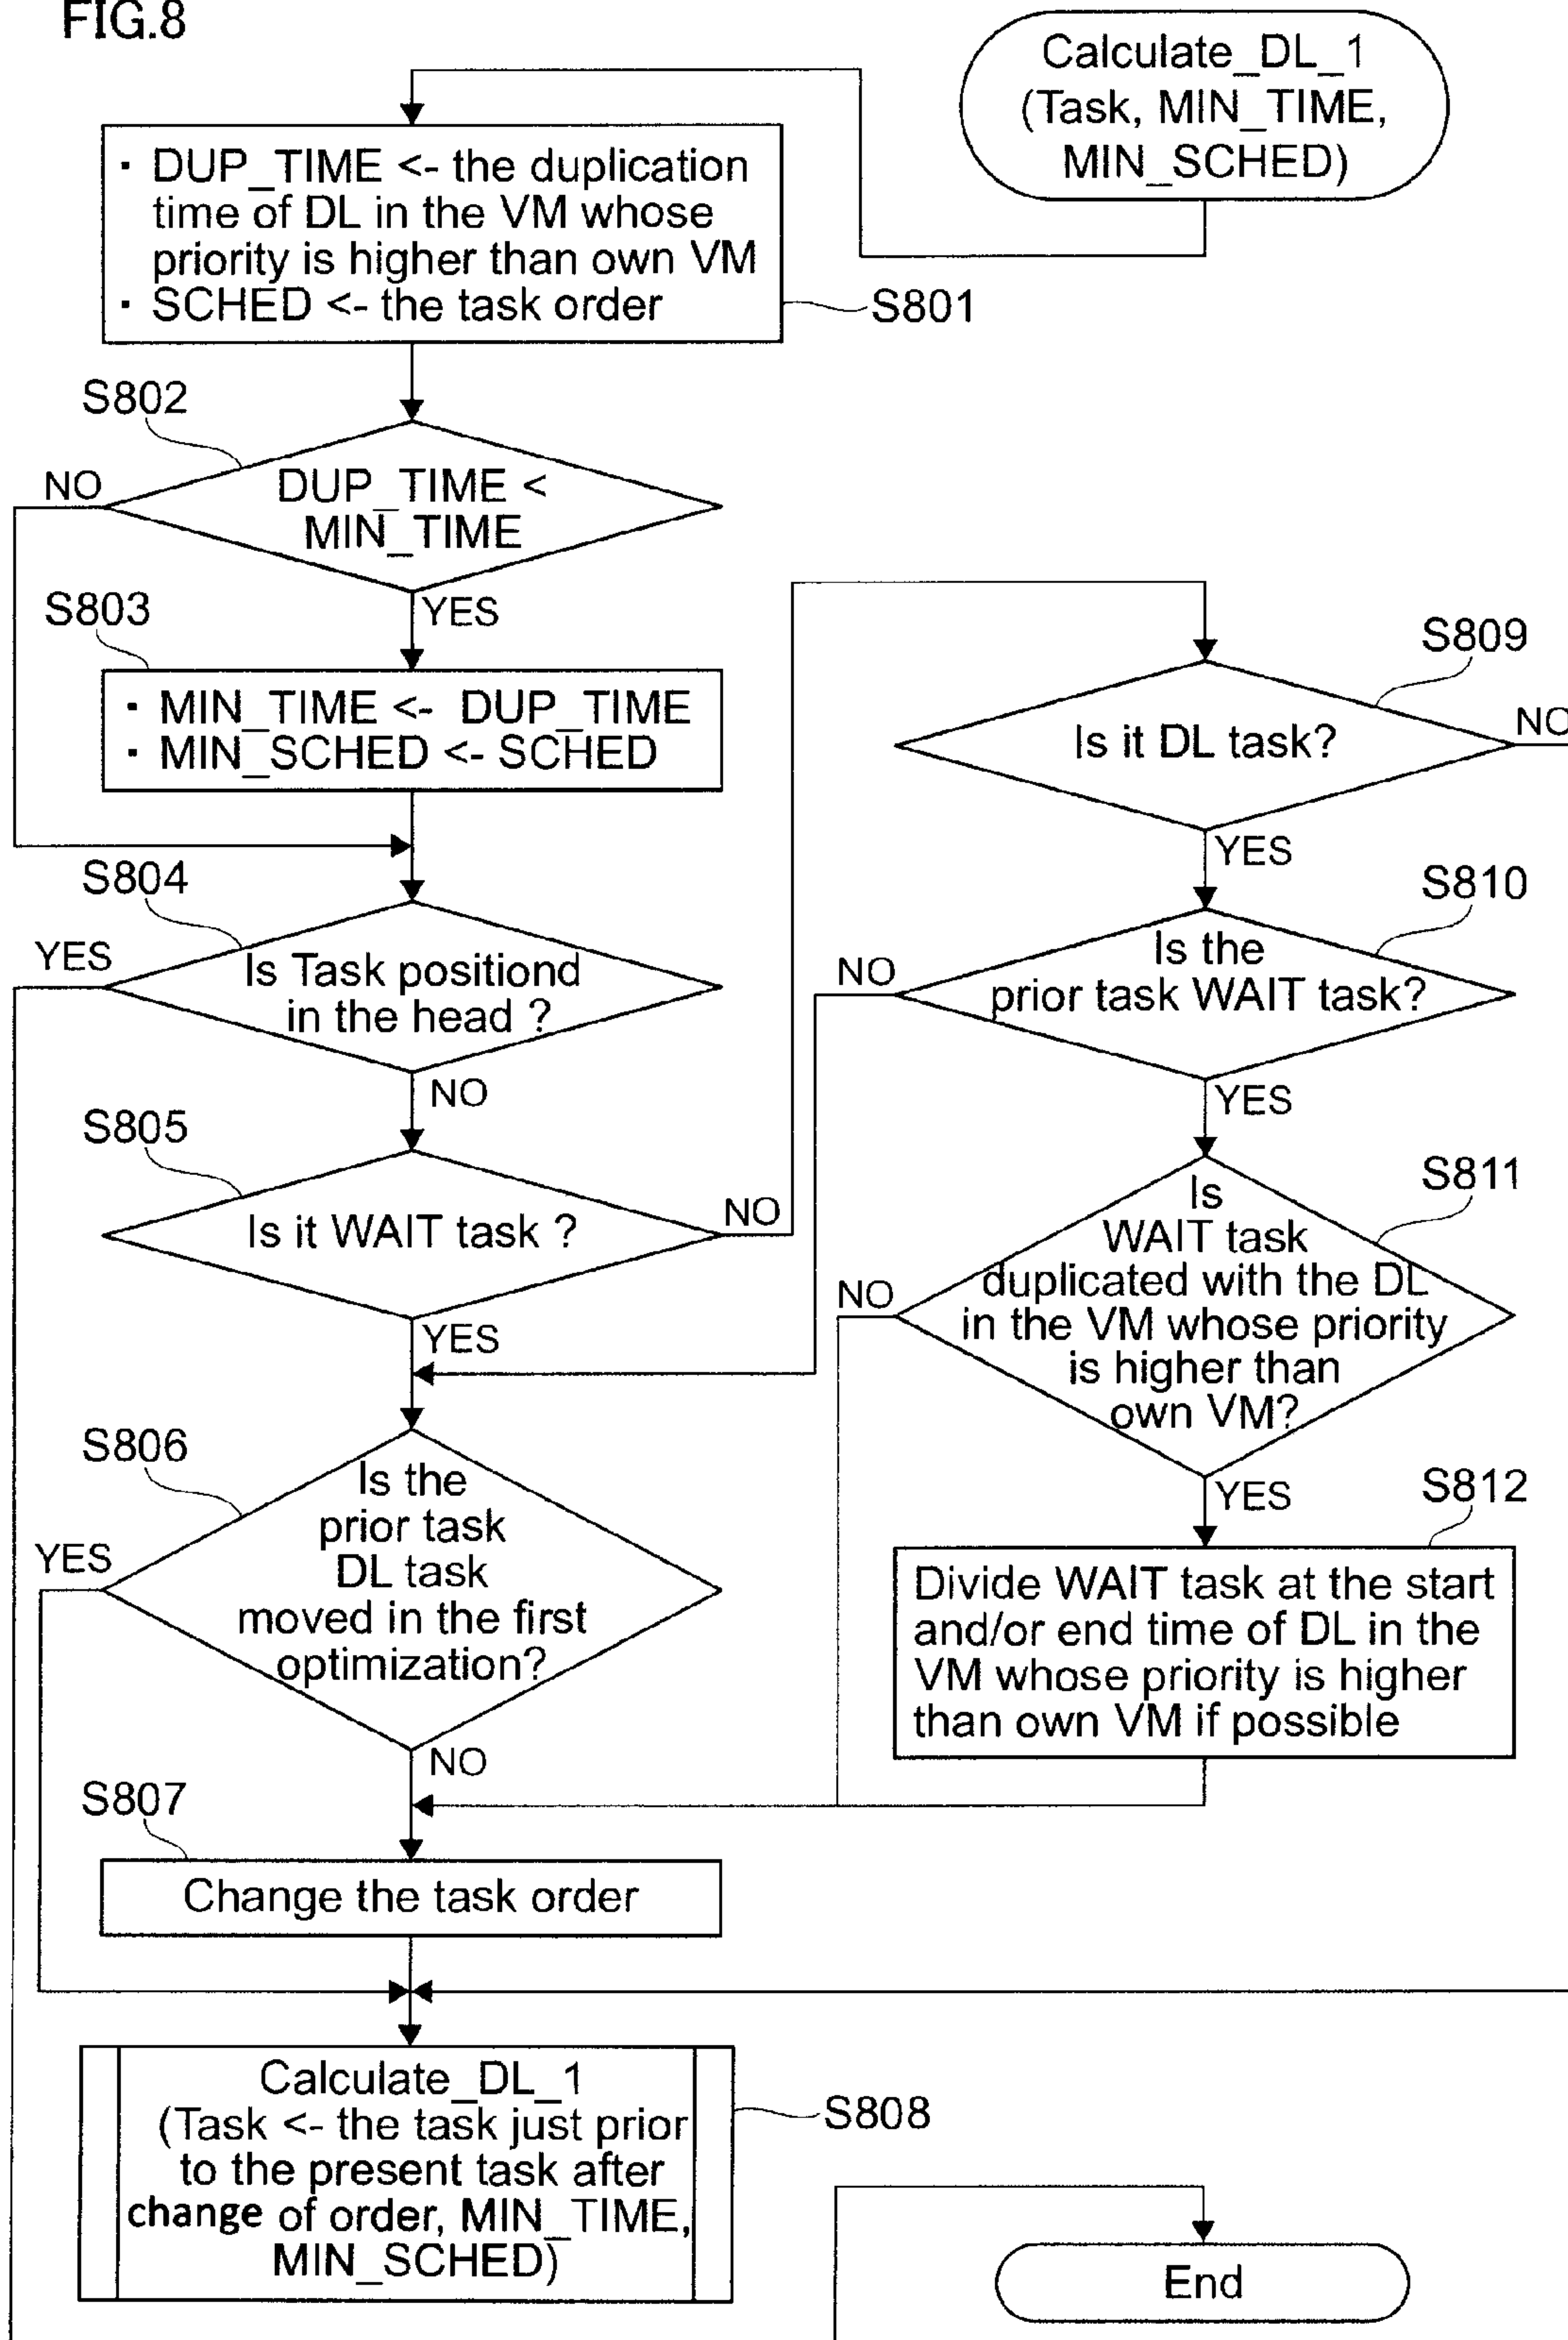 FIG.8
Calculate_DL_1
(Task, MIN_TIME,
MIN_SCHED)
· DUP_TIME <- the duplication
time of DL in the VM whose
priority is higher than own VM
· SCHED <- the task order
S801
S802
NO
DUP_TIME <
MIN_TIME
YES
S803
· MIN_TIME <- DUP_TIME
· MIN_SCHED <- SCHED
S804
YES
Is Task positiond
in the head ?
NO
S805
Is it WAIT task ?
NO
YES
S806
YES
Is the
prior task
DL task
moved in the first
optimization?
NO
S807
Change the task order
Calculate_DL_1
(Task <- the task just prior
to the present task after
change of order, MIN_TIME,
MIN_SCHED)
S808
S809
Is it DL task?
NO
YES
S810
NO
Is the
prior task WAIT task?
YES
S811
NO
Is
WAIT task
duplicated with the DL
in the VM whose priority
is higher than
own VM?
YES
S812
Divide WAIT task at the start
and/or end time of DL in the
VM whose priority is higher
than own VM if possible
End